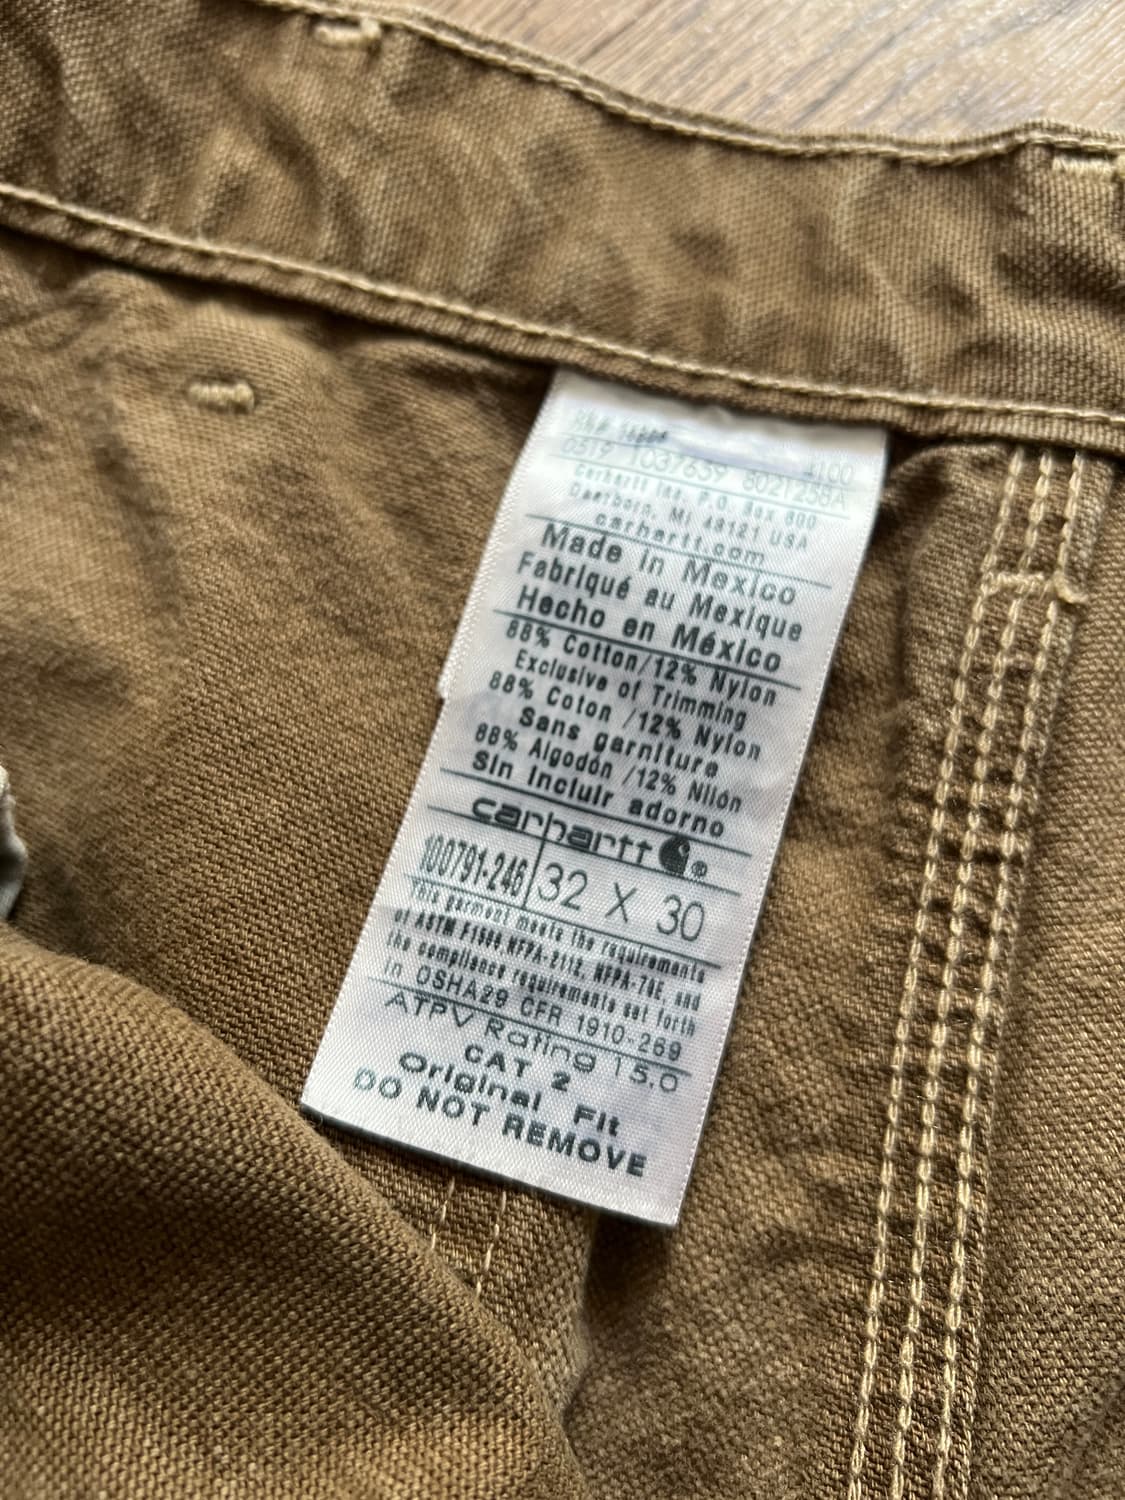 0519 1037659 8021258A
Carhartt Inc. P.O. Box 600
Dearborn, MI 48121 USA
carhartt.com
Made in Mexico
Fabriqué au Mexique
Hecho en México
88% Cotton/12% Nylon
Exclusive of Trimming
88% Coton /12% Nylon
Sans garniture
88% Algodón /12% Nilón
Sin incluir adorno
carhartt ®
100791-246 32 X 30
This garment meets the requirements
of ASTM F1506 NFPA-2112, NFPA-70E, and
the compliance requirements set forth
in OSHA29 CFR 1910-269
ATPV Rating 15.0
CAT 2
Original Fit
DO NOT REMOVE